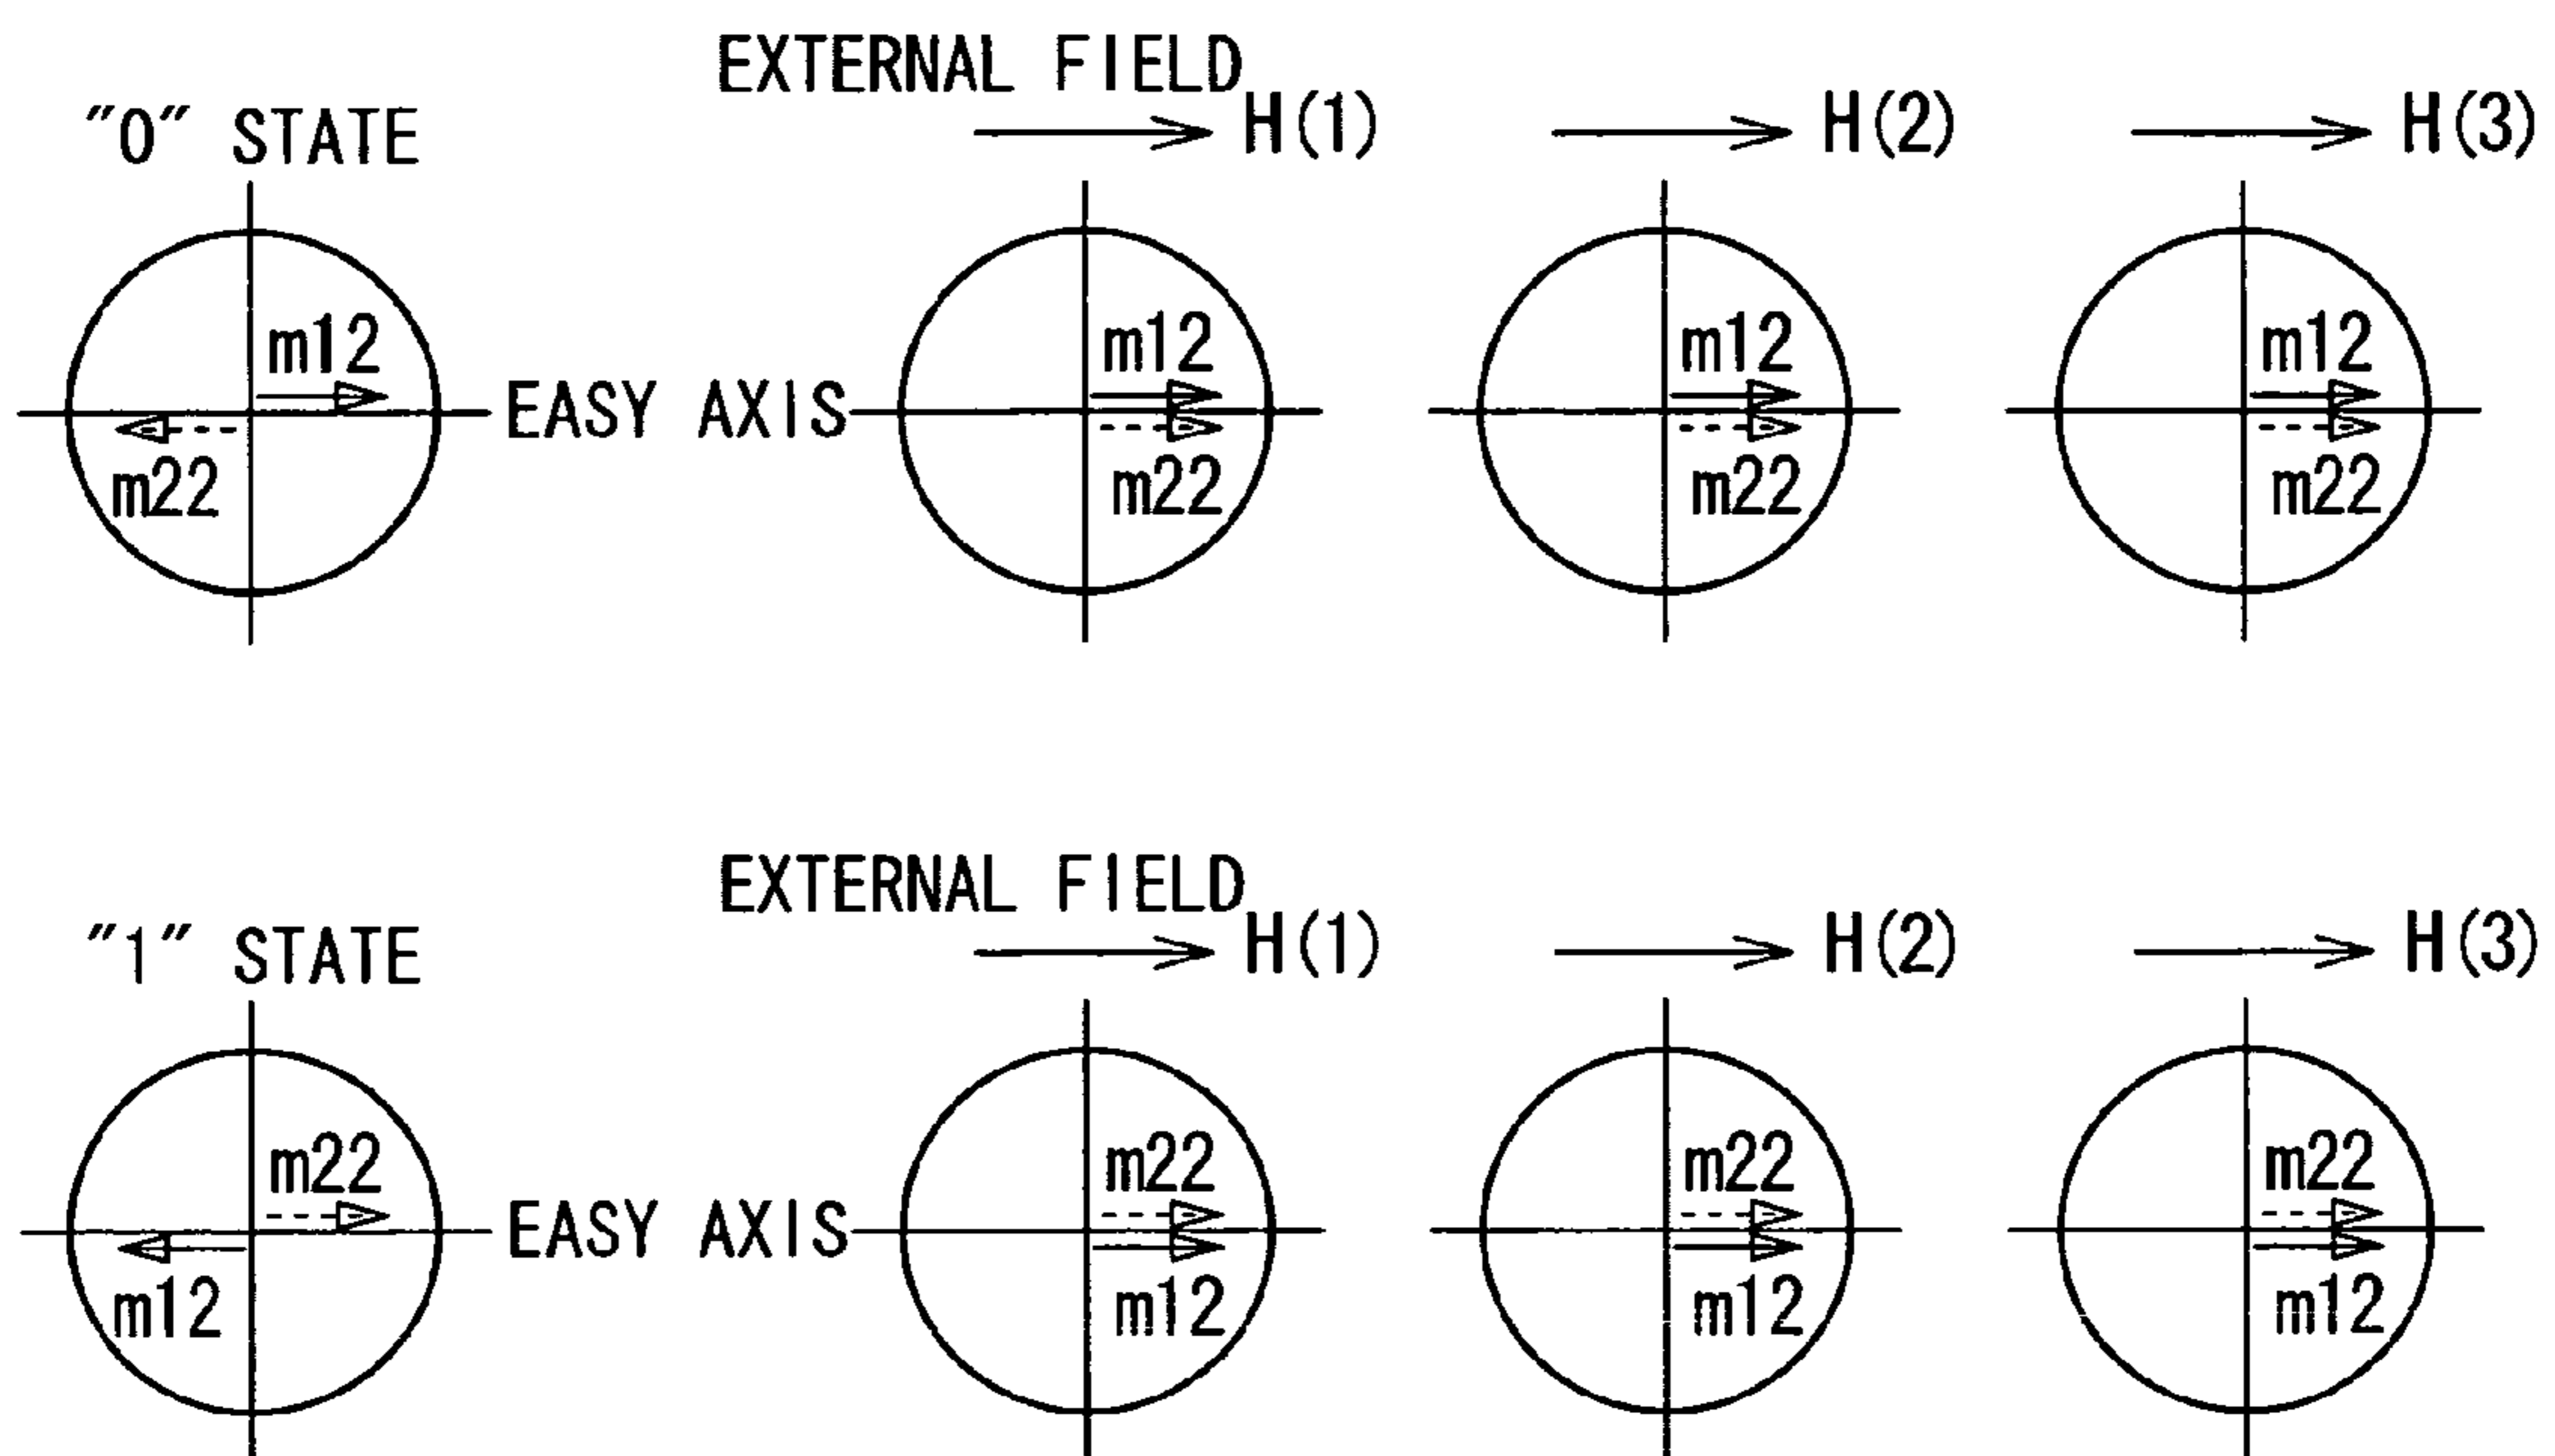 EXTERNAL FIELD
"0" STATE
H(1)
H(2)
H(3)
m12
m12
m12
m12
EASY AXIS
m22
m22
m22
m22
EXTERNAL FIELD
"1" STATE
H(1)
H(2)
H(3)
m22
m22
m22
m22
EASY AXIS
m12
m12
m12
m12